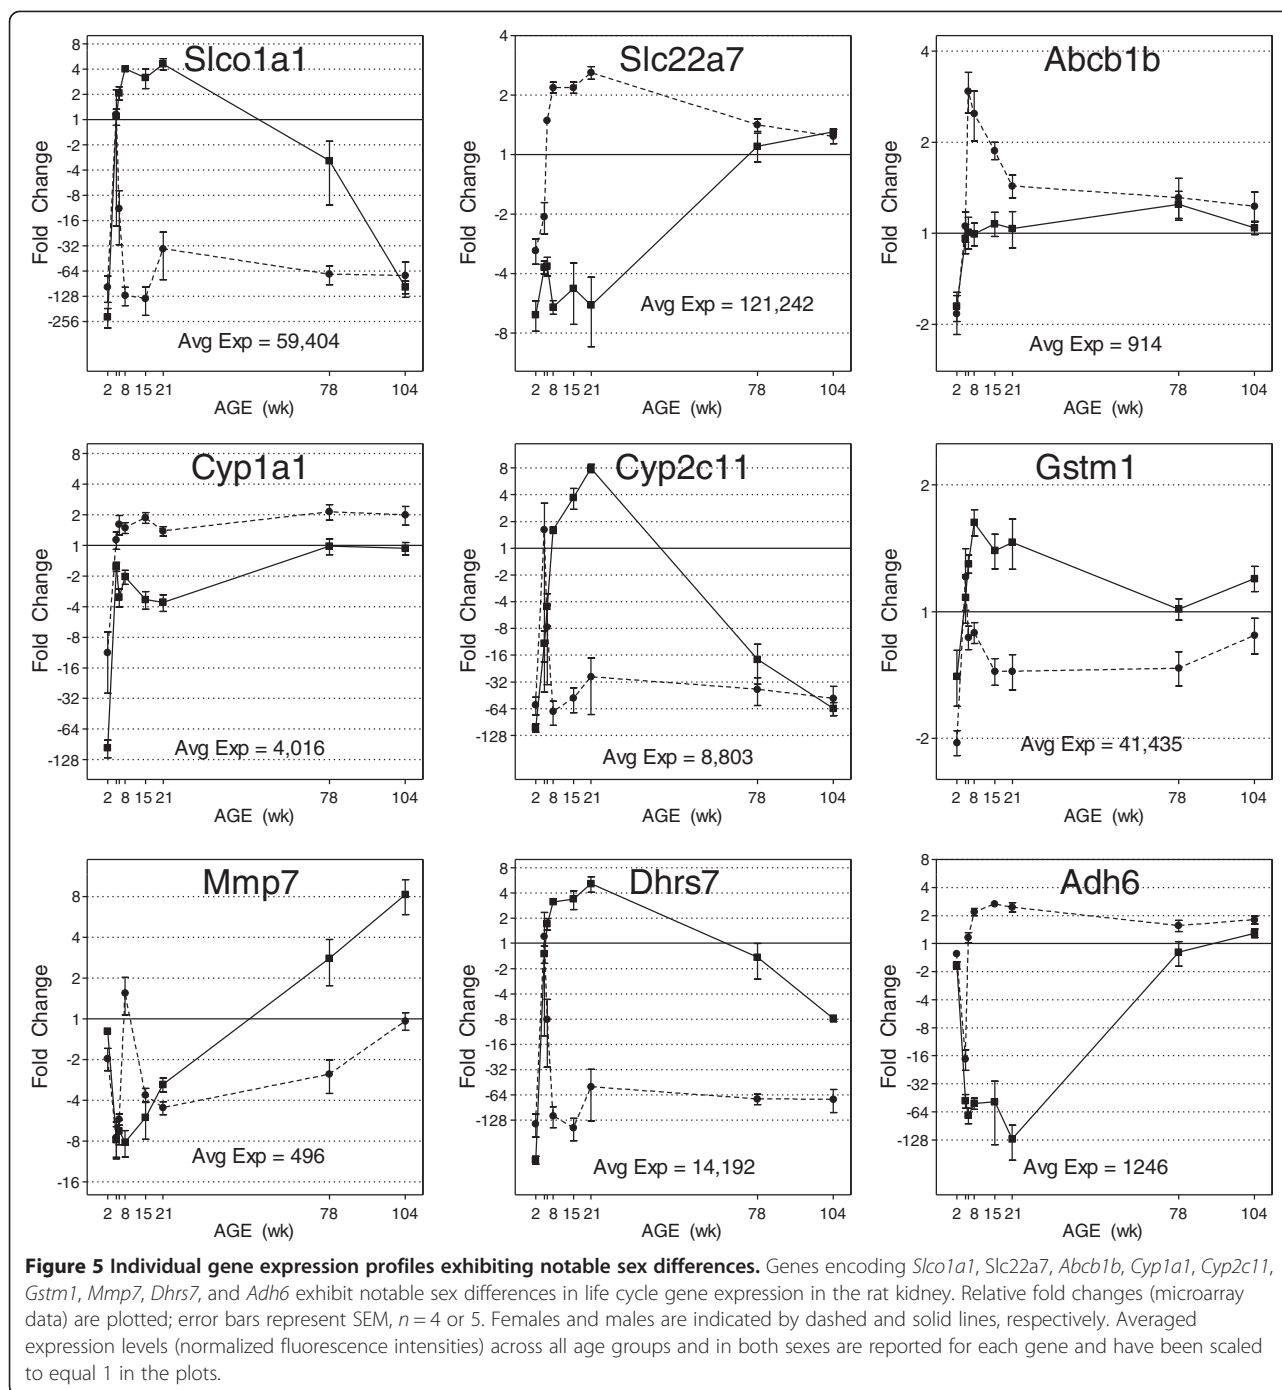 Slco1a1
8
4
2
1
-2
-4
-8
-16
-32
-64
-128
-256
Fold Change
Avg Exp = 59,404
2 8 15 21 78 104
AGE (wk)
Slc22a7
4
2
1
-2
-4
-8
Fold Change
Avg Exp = 121,242
2 8 15 21 78 104
AGE (wk)
Abcb1b
4
2
1
-2
Fold Change
Avg Exp = 914
2 8 15 21 78 104
AGE (wk)
Cyp1a1
8
4
2
1
-2
-4
-8
-16
-32
-64
-128
Fold Change
Avg Exp = 4,016
2 8 15 21 78 104
AGE (wk)
Cyp2c11
8
4
2
1
-2
-4
-8
-16
-32
-64
-128
Fold Change
Avg Exp = 8,803
2 8 15 21 78 104
AGE (wk)
Gstm1
2
1
-2
Fold Change
Avg Exp = 41,435
2 8 15 21 78 104
AGE (wk)
Mmp7
8
4
2
1
-2
-4
-8
-16
Fold Change
Avg Exp = 496
2 8 15 21 78 104
AGE (wk)
Dhrs7
8
4
2
1
-2
-4
-8
-16
-32
-64
-128
Fold Change
Avg Exp = 14,192
2 8 15 21 78 104
AGE (wk)
Adh6
8
4
2
1
-2
-4
-8
-16
-32
-64
-128
Fold Change
Avg Exp = 1246
2 8 15 21 78 104
AGE (wk)
Figure 5 Individual gene expression profiles exhibiting notable sex differences. Genes encoding Slco1a1, Slc22a7, Abcb1b, Cyp1a1, Cyp2c11,
Gstm1, Mmp7, Dhrs7, and Adh6 exhibit notable sex differences in life cycle gene expression in the rat kidney. Relative fold changes (microarray
data) are plotted; error bars represent SEM, n = 4 or 5. Females and males are indicated by dashed and solid lines, respectively. Averaged
expression levels (normalized fluorescence intensities) across all age groups and in both sexes are reported for each gene and have been scaled
to equal 1 in the plots.